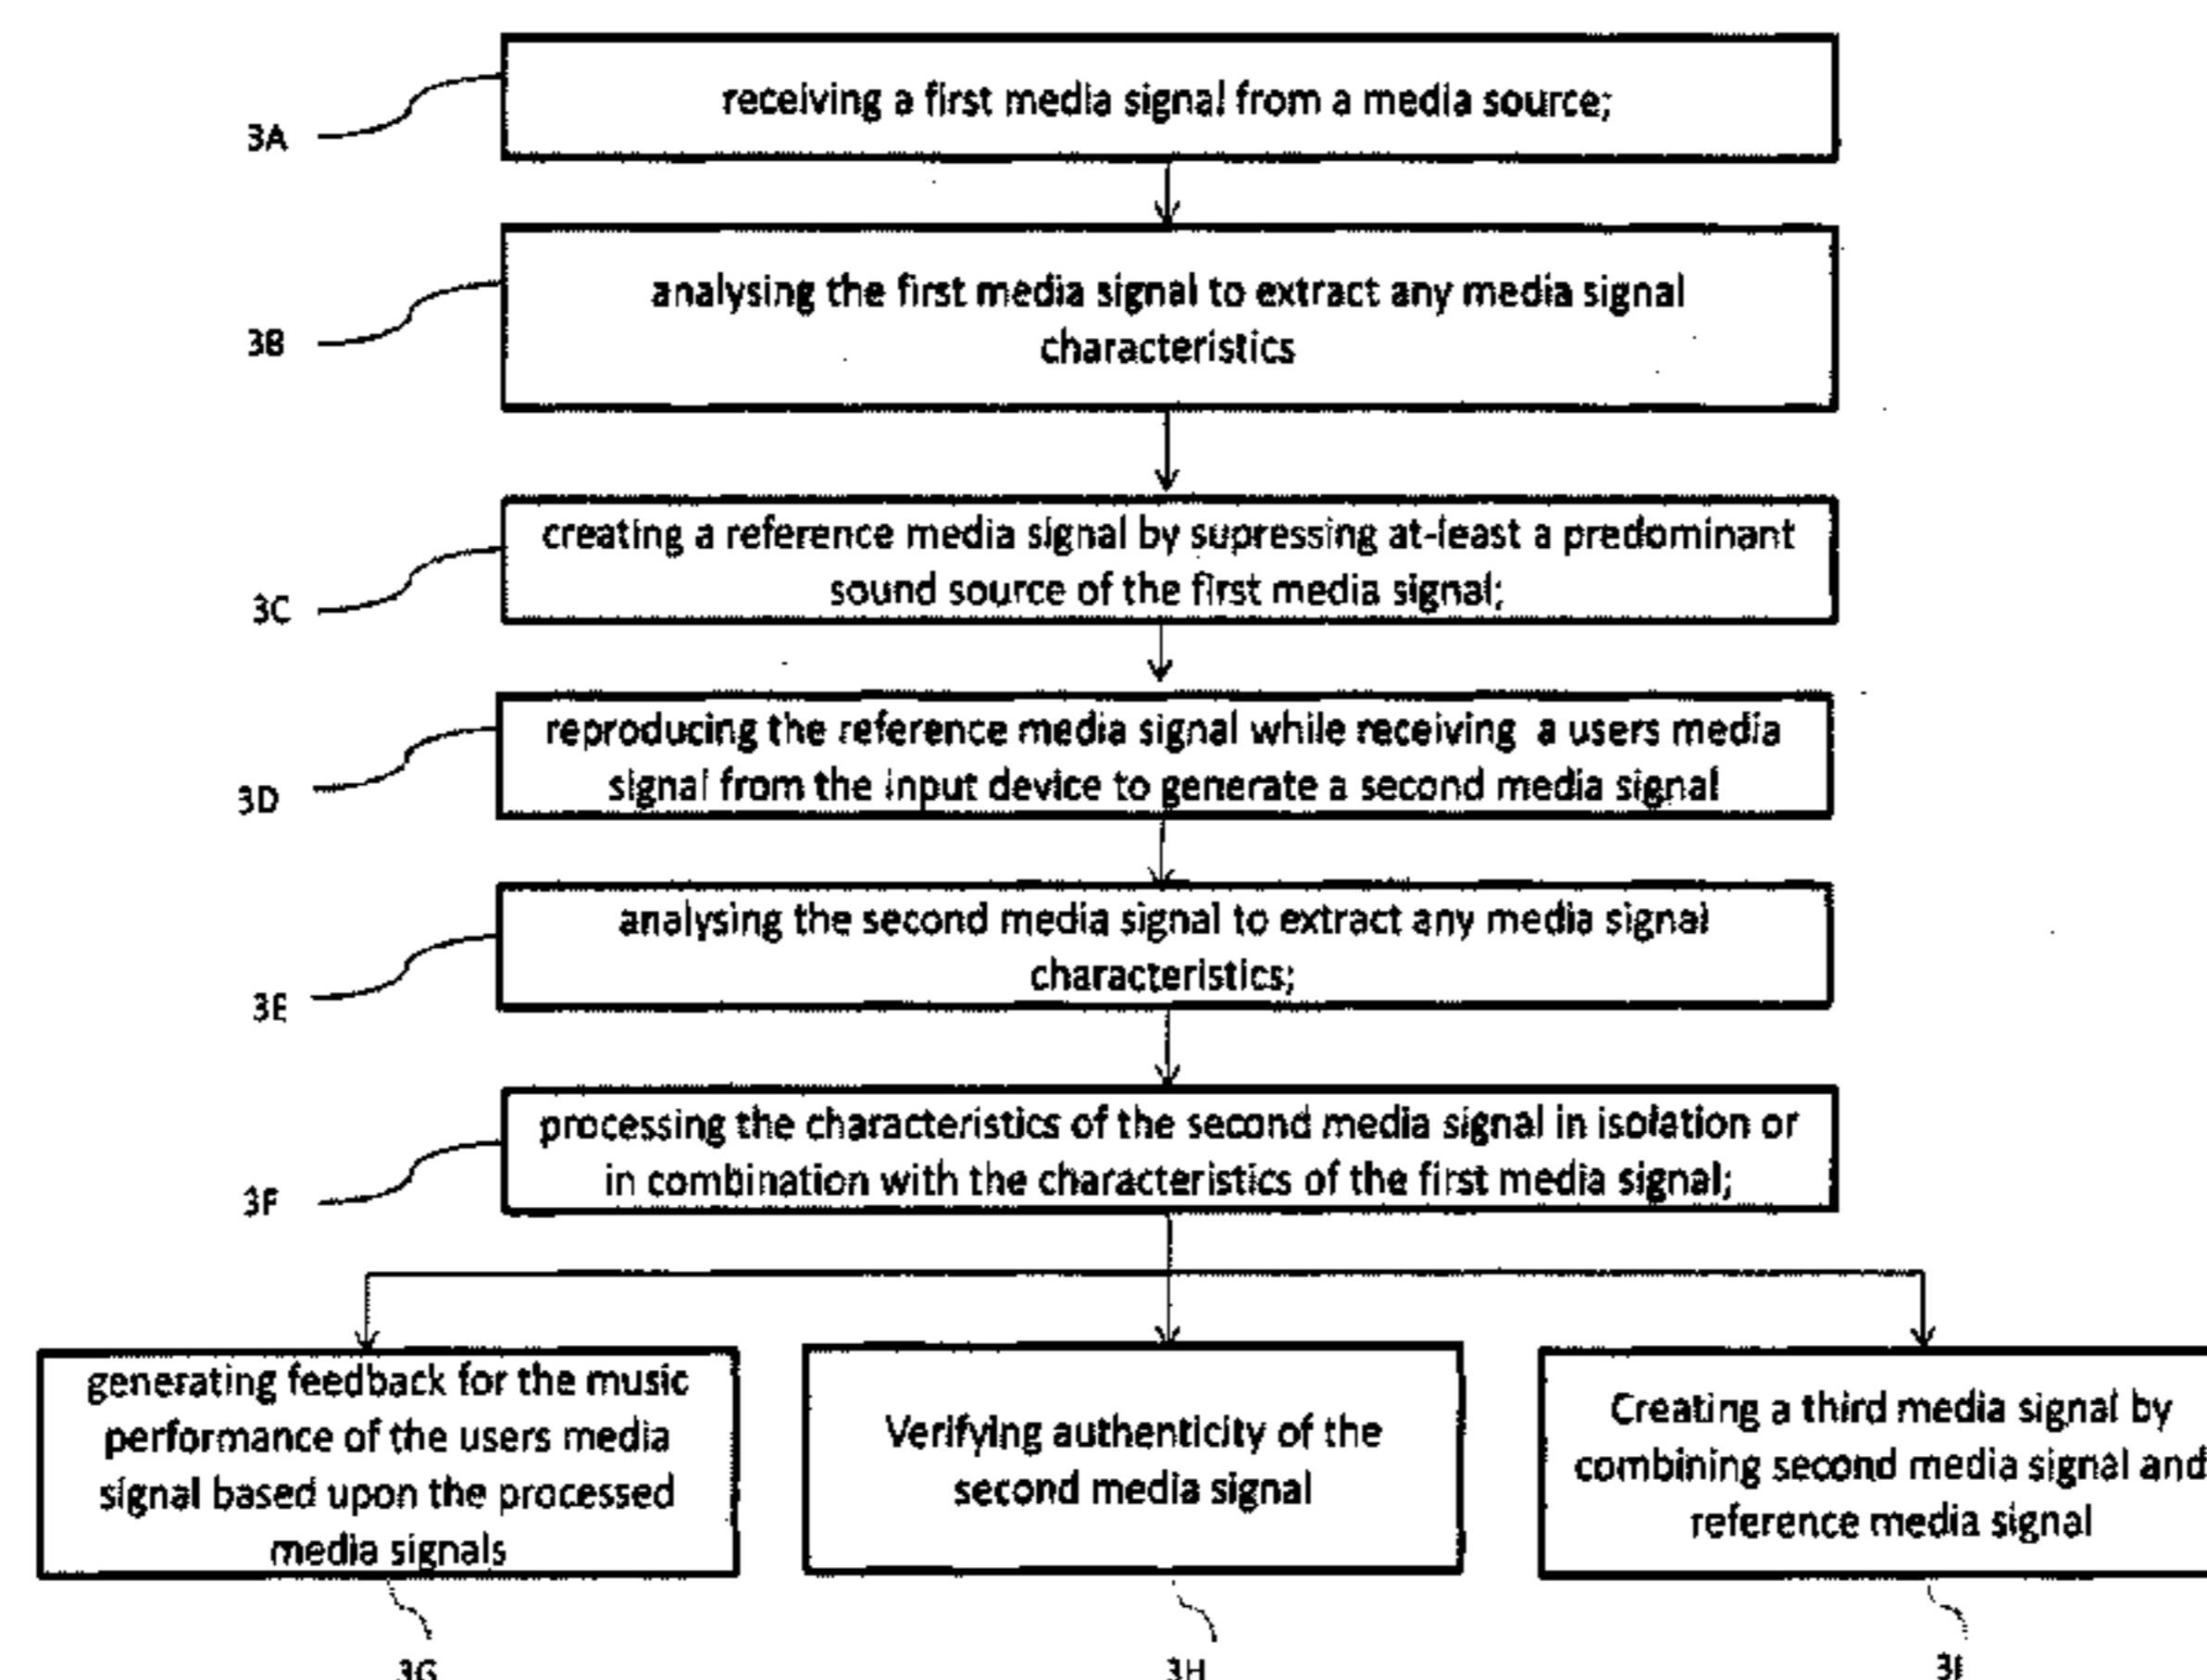 3A
receiving a first media signal from a media source;
3B
analysing the first media signal to extract any media signal
characteristics
3C
creating a reference media signal by supressing at-least a predominant
sound source of the first media signal;
3D
reproducing the reference media signal while receiving a users media
signal from the input device to generate a second media signal
3E
analysing the second media signal to extract any media signal
characteristics;
3F
processing the characteristics of the second media signal in isolation or
in combination with the characteristics of the first media signal;
generating feedback for the music
performance of the users media
signal based upon the processed
media signals
Verifying authenticity of the
second media signal
Creating a third media signal by
combining second media signal and
reference media signal
3G
3H
3I